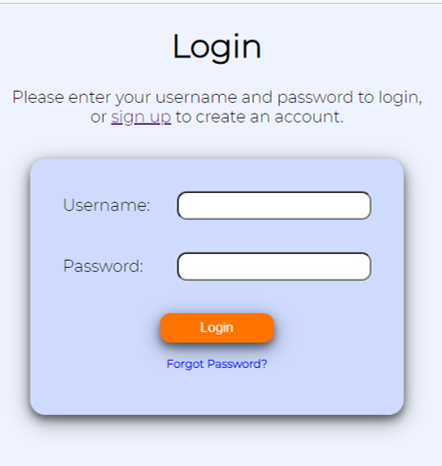 Login
Please enter your username and password to login,
or sign up to create an account.
Username:
Password:
Login
Forgot Password?